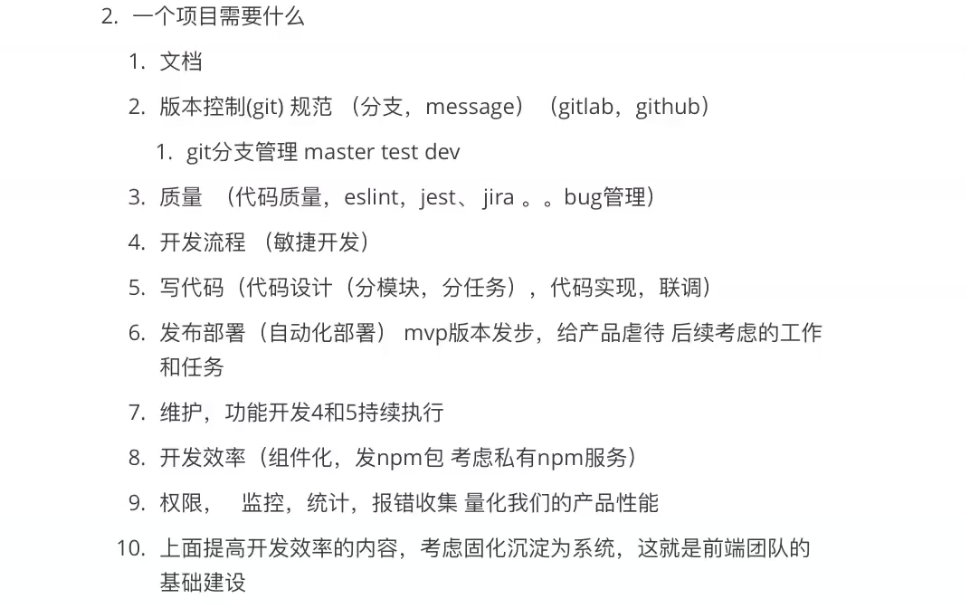 2. 一个项目需要什么
1. 文档
2. 版本控制(git) 规范 （分支，message）（gitlab，github）
1. git分支管理 master test dev
3. 质量 （代码质量，eslint，jest、jira 。。bug管理）
4. 开发流程 （敏捷开发）
5. 写代码（代码设计（分模块，分任务），代码实现，联调）
6. 发布部署（自动化部署） mvp版本发步，给产品虐待 后续考虑的工作
和任务
7. 维护，功能开发4和5持续执行
8. 开发效率（组件化，发npm包 考虑私有npm服务）
9. 权限， 监控，统计，报错收集 量化我们的产品性能
10. 上面提高开发效率的内容，考虑固化沉淀为系统，这就是前端团队的
基础建设